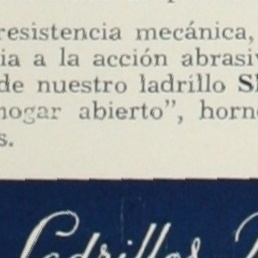 resistencia mecánica,
ia a la acción abrasiv
de nuestro ladrillo S
hogar abierto", horn
s.
Ladrillos